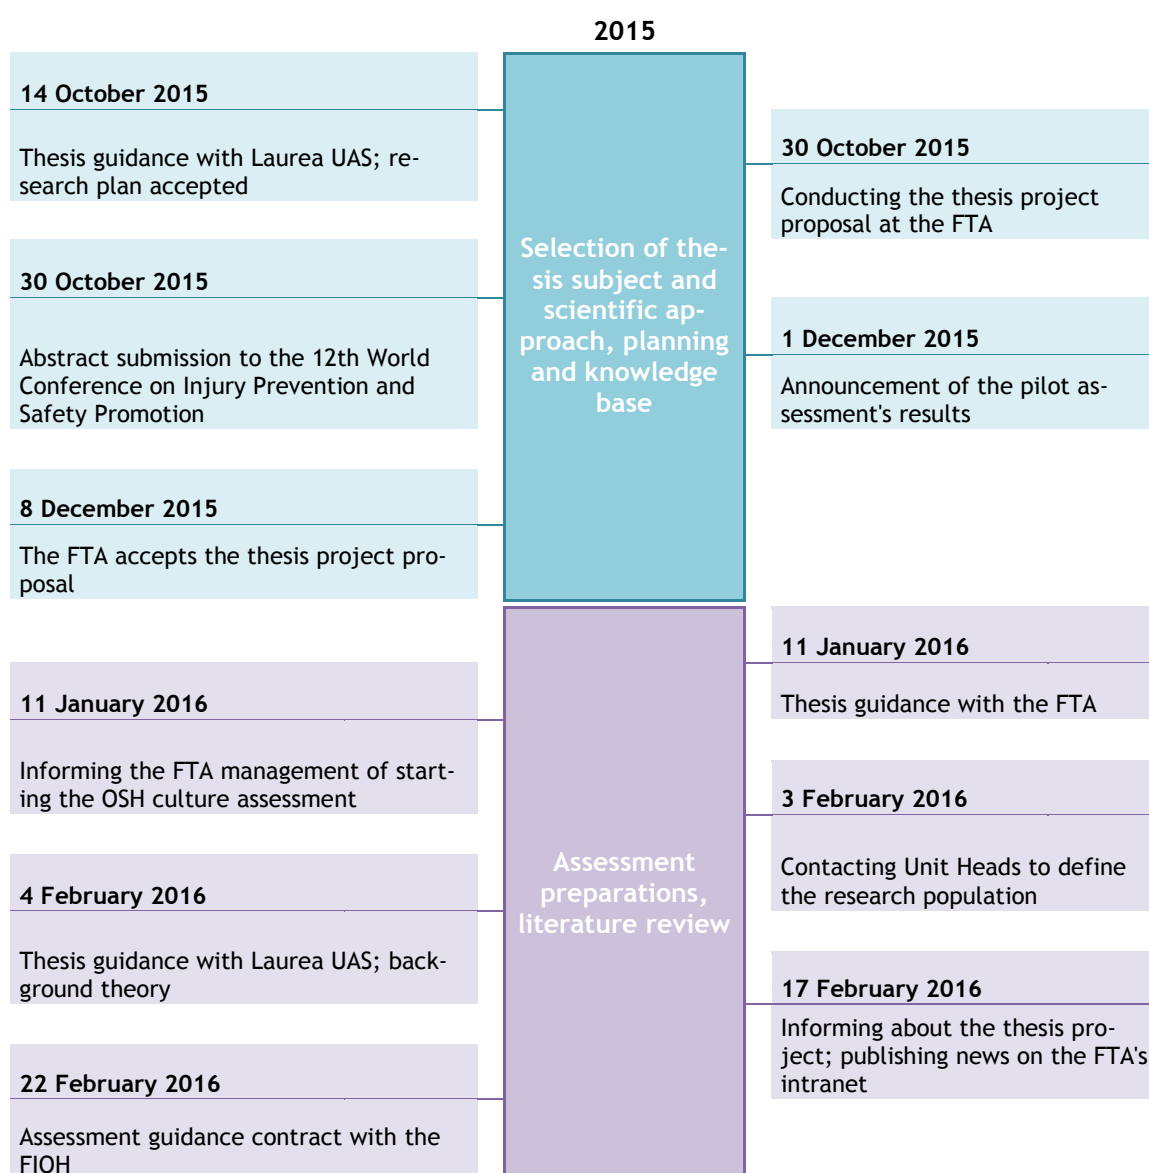 2015
14 October 2015
Thesis guidance with Laurea UAS; re-
search plan accepted
30 October 2015
Conducting the thesis project
proposal at the FTA
30 October 2015
Abstract submission to the 12th World
Conference on Injury Prevention and
Safety Promotion
1 December 2015
Announcement of the pilot as-
sessment's results
8 December 2015
The FTA accepts the thesis project pro-
posal
Selection of the-
sis subject and
scientific ap-
proach, planning
and knowledge
base
11 January 2016
Thesis guidance with the FTA
11 January 2016
Informing the FTA management of start-
ing the OSH culture assessment
3 February 2016
Contacting Unit Heads to define
the research population
4 February 2016
Thesis guidance with Laurea UAS; back-
ground theory
17 February 2016
Informing about the thesis pro-
ject; publishing news on the FTA's
intranet
22 February 2016
Assessment guidance contract with the
FIOH
Assessment
preparations,
literature review